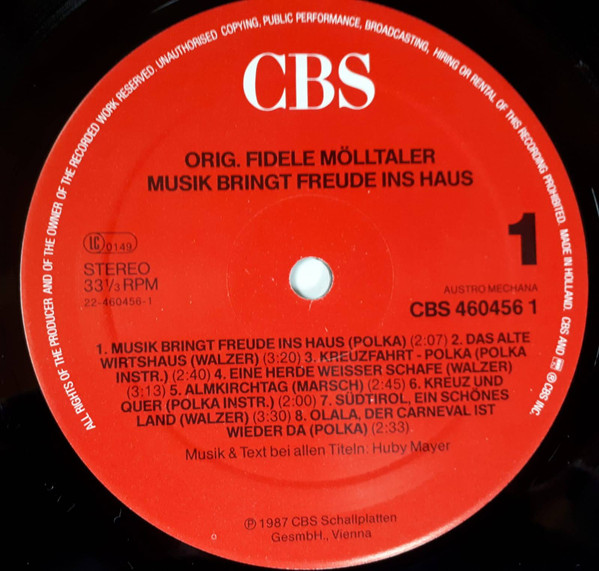 ALL RIGHTS OF THE PRODUCER AND OF THE OWNER OF THE RECORDED WORK RESERVED. UNAUTHORISED COPYING, PUBLIC PERFORMANCE, BROADCASTING, HIRING OR RENTAL OF THIS RECORDING PROHIBITED. MADE IN HOLLAND. CBS AND ® CBS INC.
CBS
ORIG. FIDELE MÖLLTALER
MUSIK BRINGT FREUDE INS HAUS
1
LC 0149
STEREO
33 1/3 RPM
22-460456-1
AUSTRO MECHANA
CBS 460456 1
1. MUSIK BRINGT FREUDE INS HAUS (POLKA) (2:07) 2. DAS ALTE
WIRTSHAUS (WALZER) (3:20) 3. KREUZFAHRT - POLKA (POLKA
INSTR.) (2:40) 4. EINE HERDE WEISSER SCHAFE (WALZER)
(3:13) 5. ALMKIRCHTAG (MARSCH) (2:45) 6. KREUZ UND
QUER (POLKA INSTR.) (2:00) 7. SÜDTIROL, EIN SCHÖNES
LAND (WALZER) (3:30) 8. OLALA, DER CARNEVAL IST
WIEDER DA (POLKA) (2:33)
Musik & Text bei allen Titeln: Huby Mayer
℗ 1987 CBS Schallplatten
GesmbH., Vienna